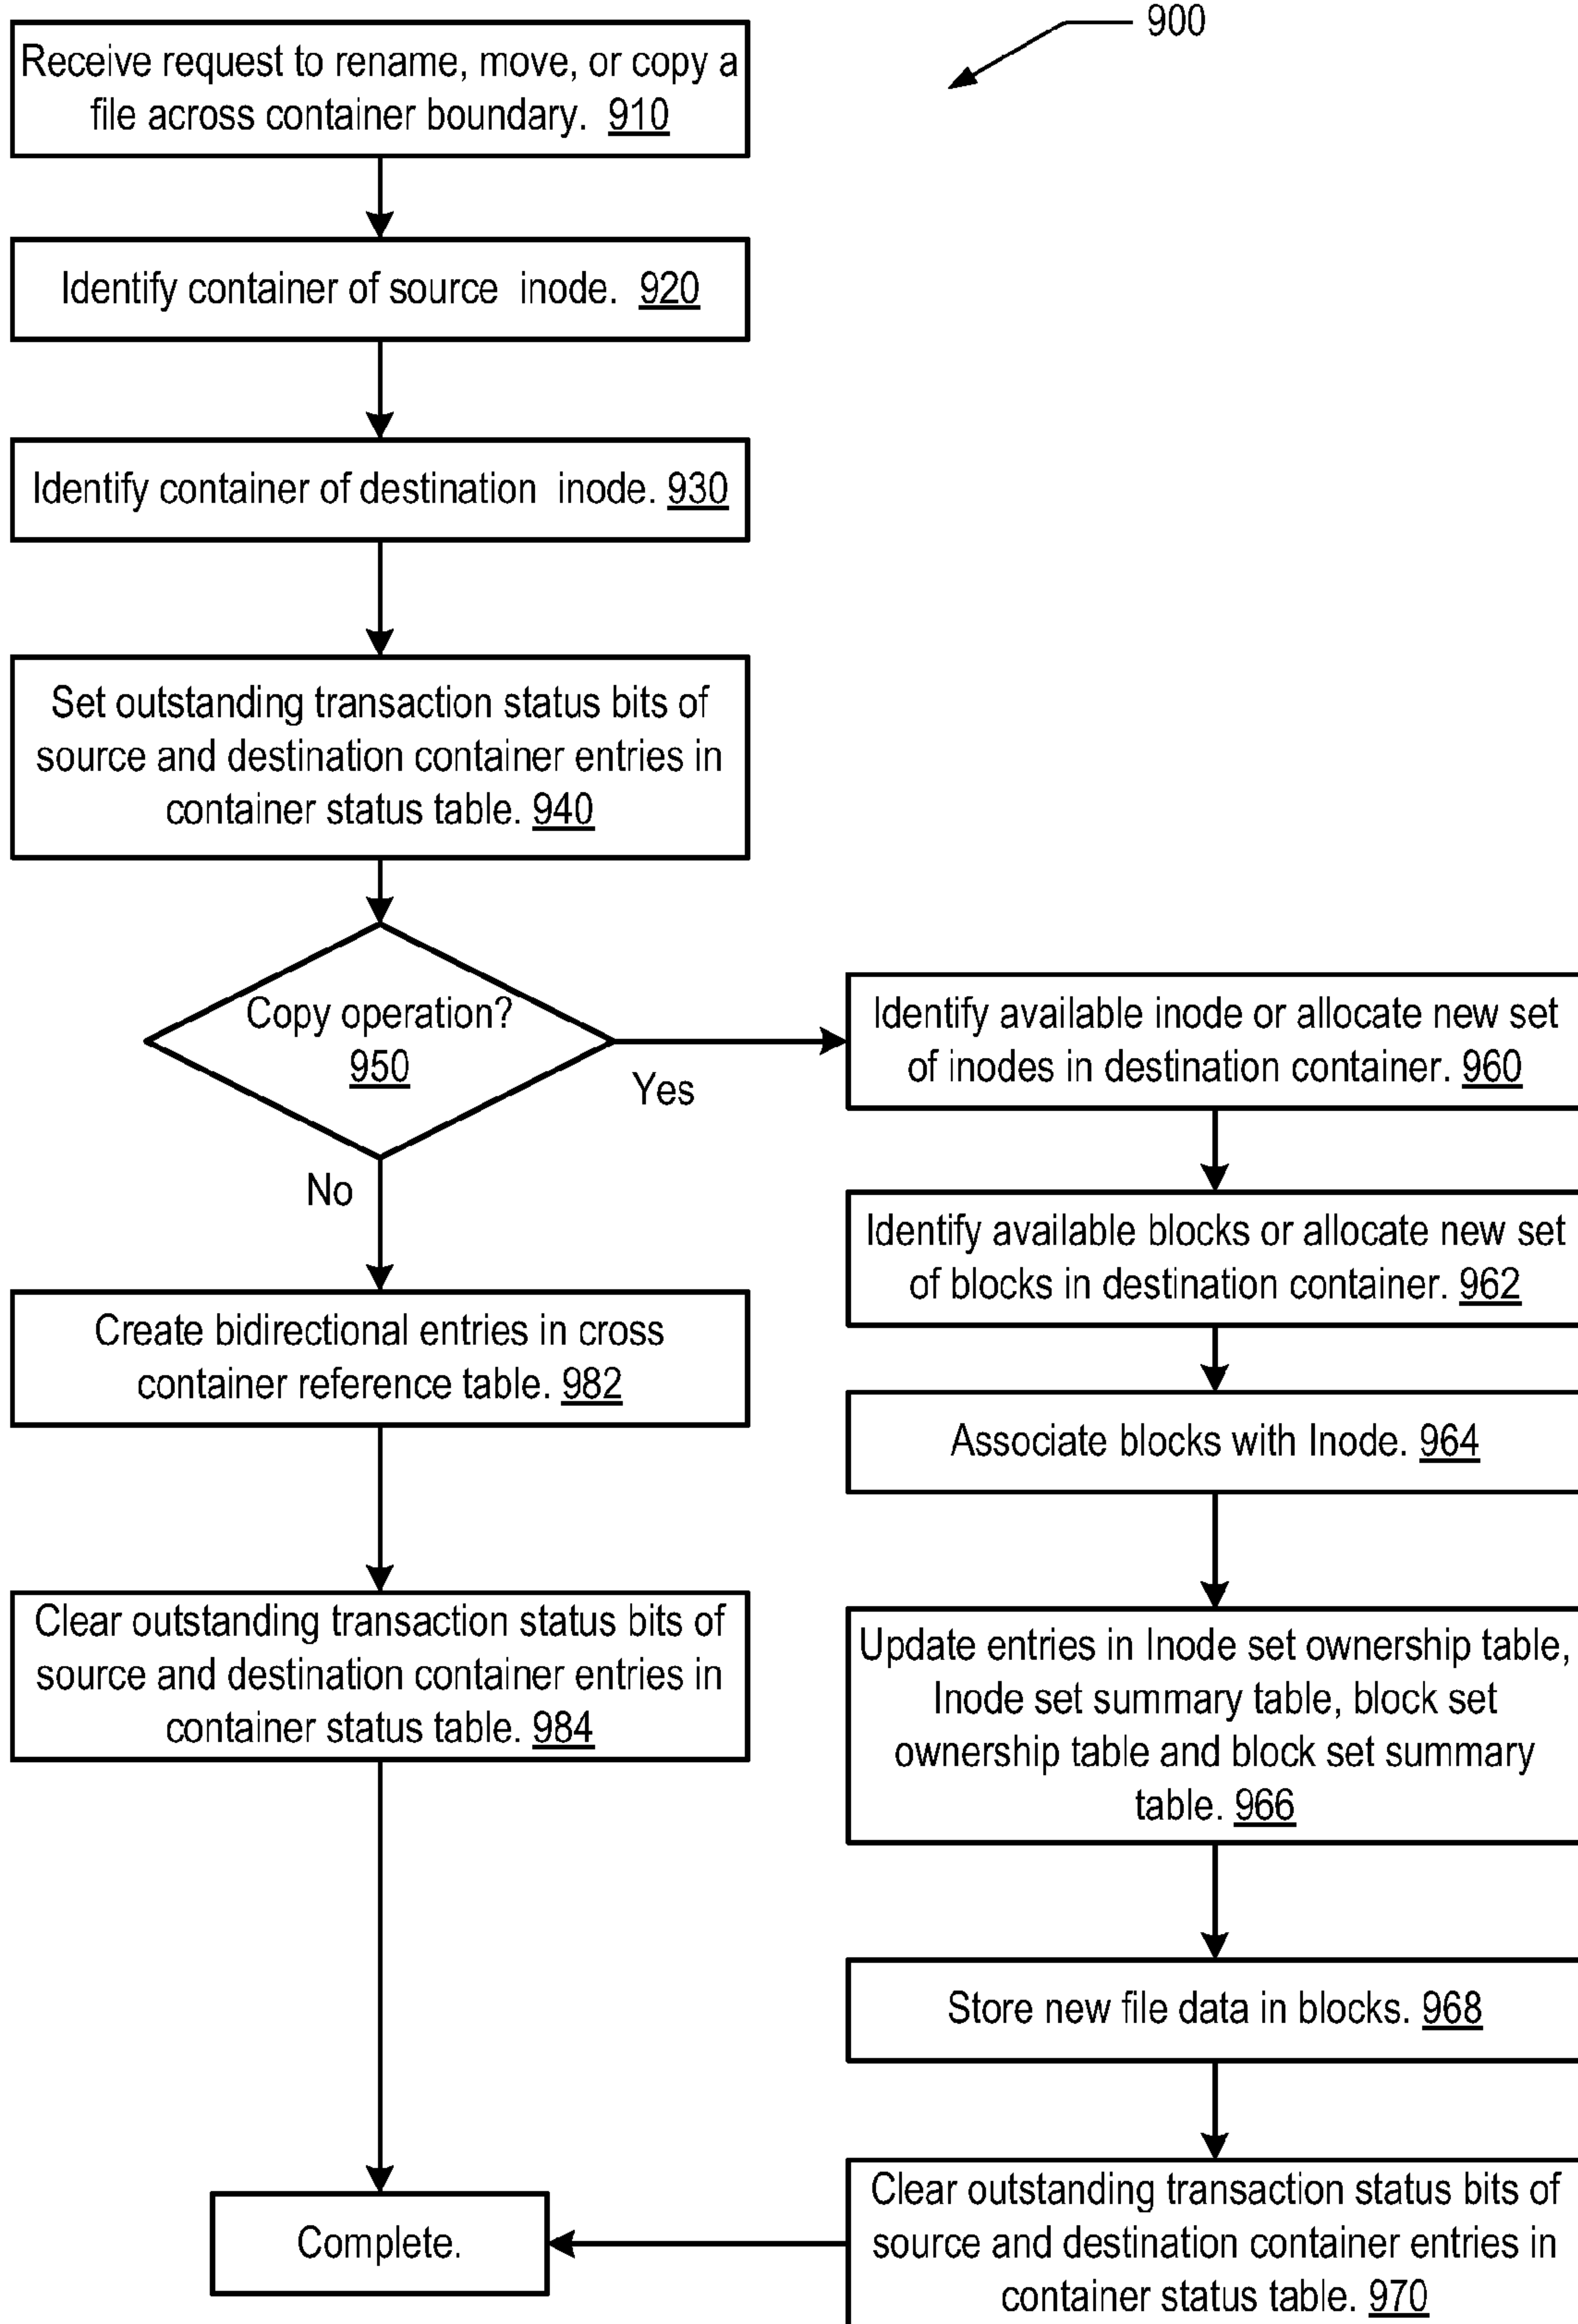 900
Receive request to rename, move, or copy a
file across container boundary. 910
Identify container of source inode. 920
Identify container of destination inode. 930
Set outstanding transaction status bits of
source and destination container entries in
container status table. 940
Copy operation?
950
Yes
No
Identify available inode or allocate new set
of inodes in destination container. 960
Identify available blocks or allocate new set
of blocks in destination container. 962
Associate blocks with Inode. 964
Update entries in Inode set ownership table,
Inode set summary table, block set
ownership table and block set summary
table. 966
Store new file data in blocks. 968
Clear outstanding transaction status bits of
source and destination container entries in
container status table. 970
Create bidirectional entries in cross
container reference table. 982
Clear outstanding transaction status bits of
source and destination container entries in
container status table. 984
Complete.